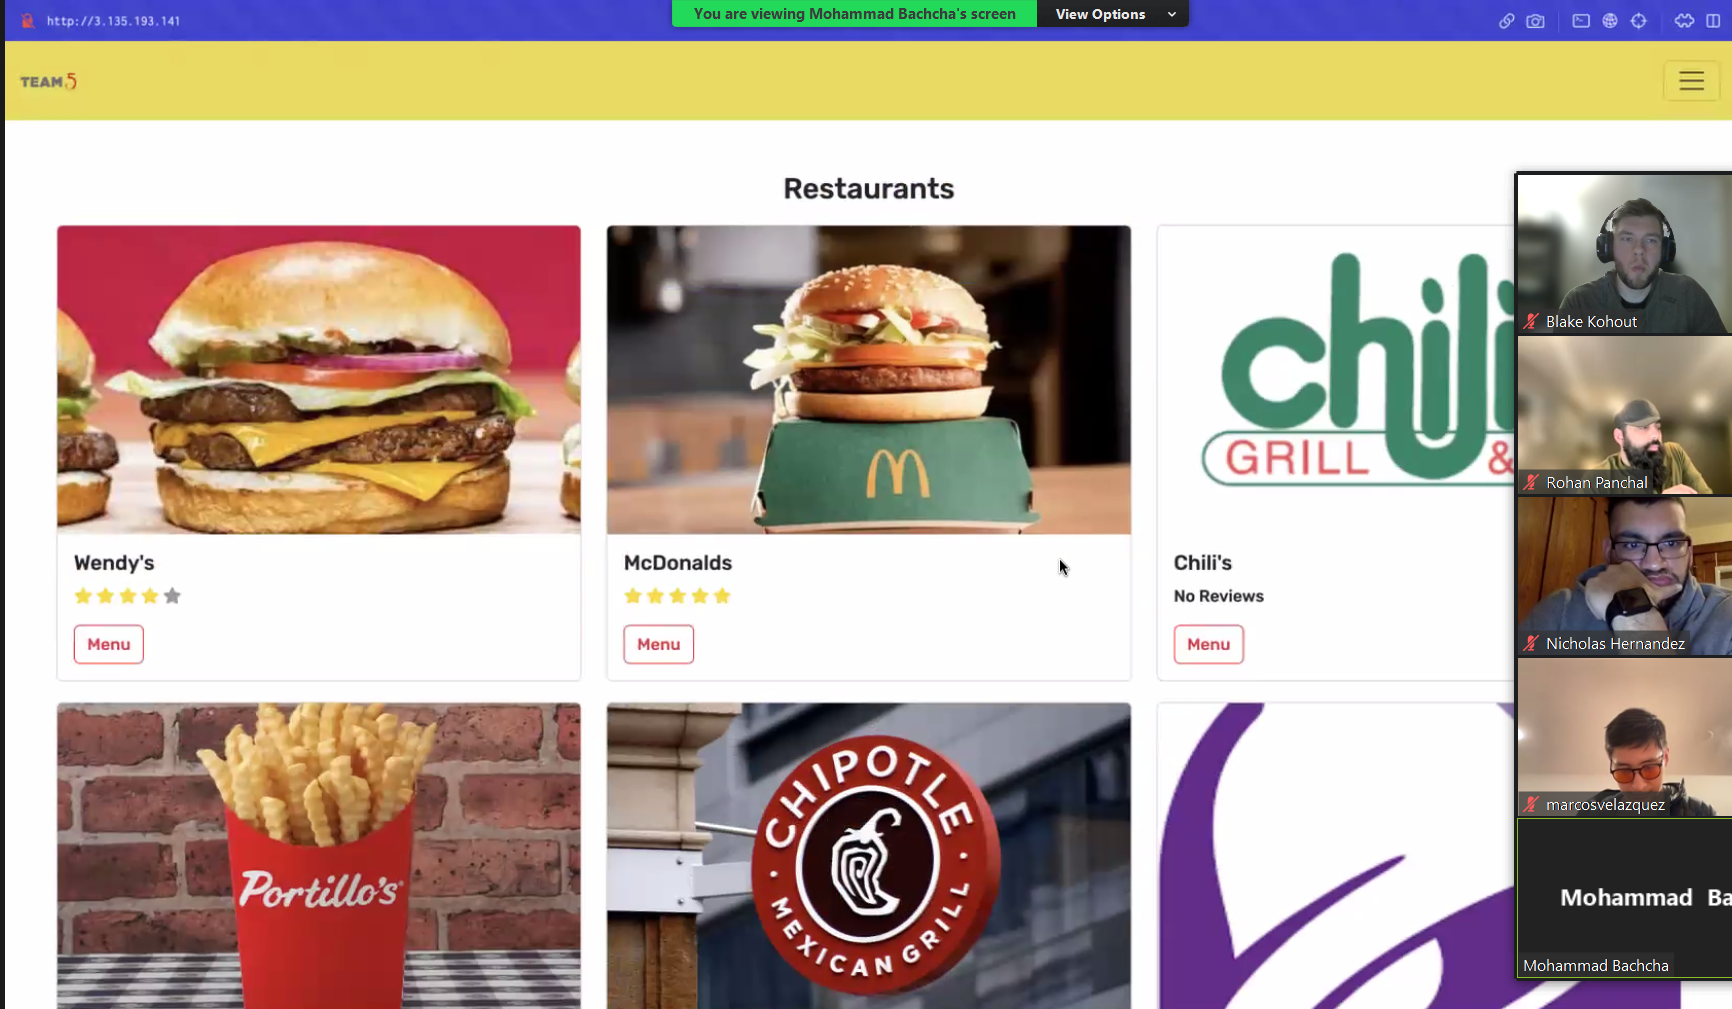 http://3.135.193.141
You are viewing Mohammad Bachcha's screen
View Options
TEAM 5
Restaurants
chili
GRILL &
Wendy's
McDonalds
Chili's
No Reviews
Menu
Menu
Menu
Portillo's
CHIPOTLE
MEXICAN GRILL
Blake Kohout
Rohan Panchal
Nicholas Hernandez
marcosvelazquez
Mohammad Ba
Mohammad Bachcha